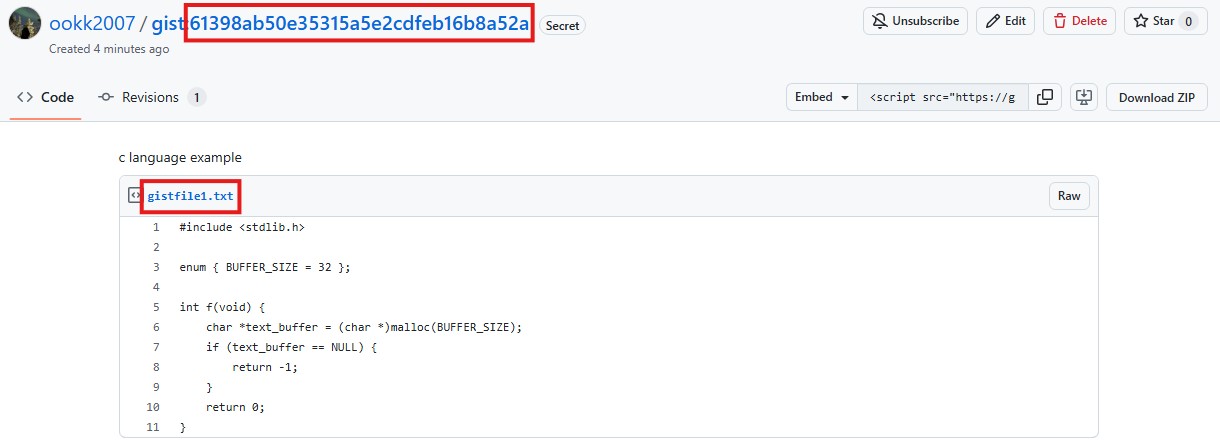 ookk2007 / gist:61398ab50e35315a5e2cdfeb16b8a52a Secret
Unsubscribe Edit Delete Star 0
Created 4 minutes ago
Code Revisions 1
Embed <script src="https://g Download ZIP
c language example
gistfile1.txt Raw
1 #include <stdlib.h>
2
3 enum { BUFFER_SIZE = 32 };
4
5 int f(void) {
6     char *text_buffer = (char *)malloc(BUFFER_SIZE);
7     if (text_buffer == NULL) {
8         return -1;
9     }
10     return 0;
11 }